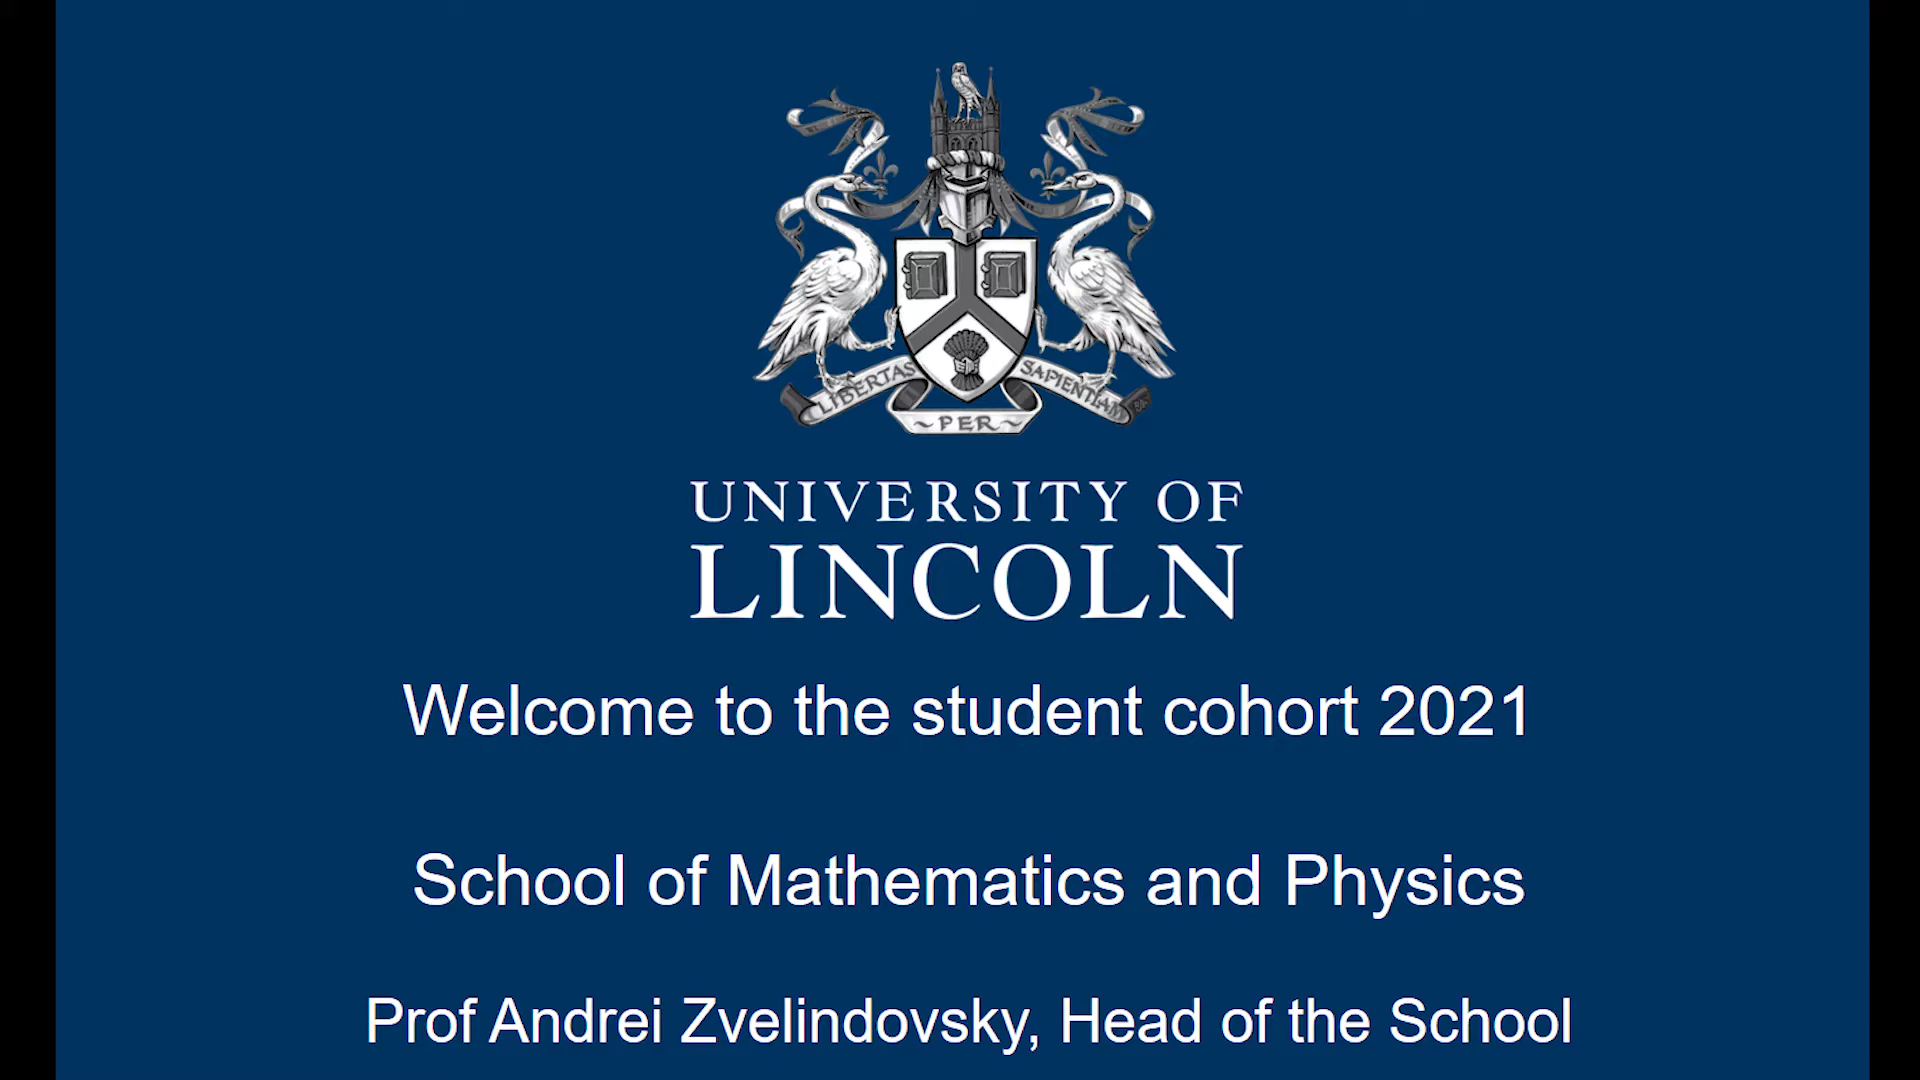 LIBERTAS
SAPIENTIAM
~PER~
UNIVERSITY OF
LINCOLN
Welcome to the student cohort 2021
School of Mathematics and Physics
Prof Andrei Zvelindovsky, Head of the School